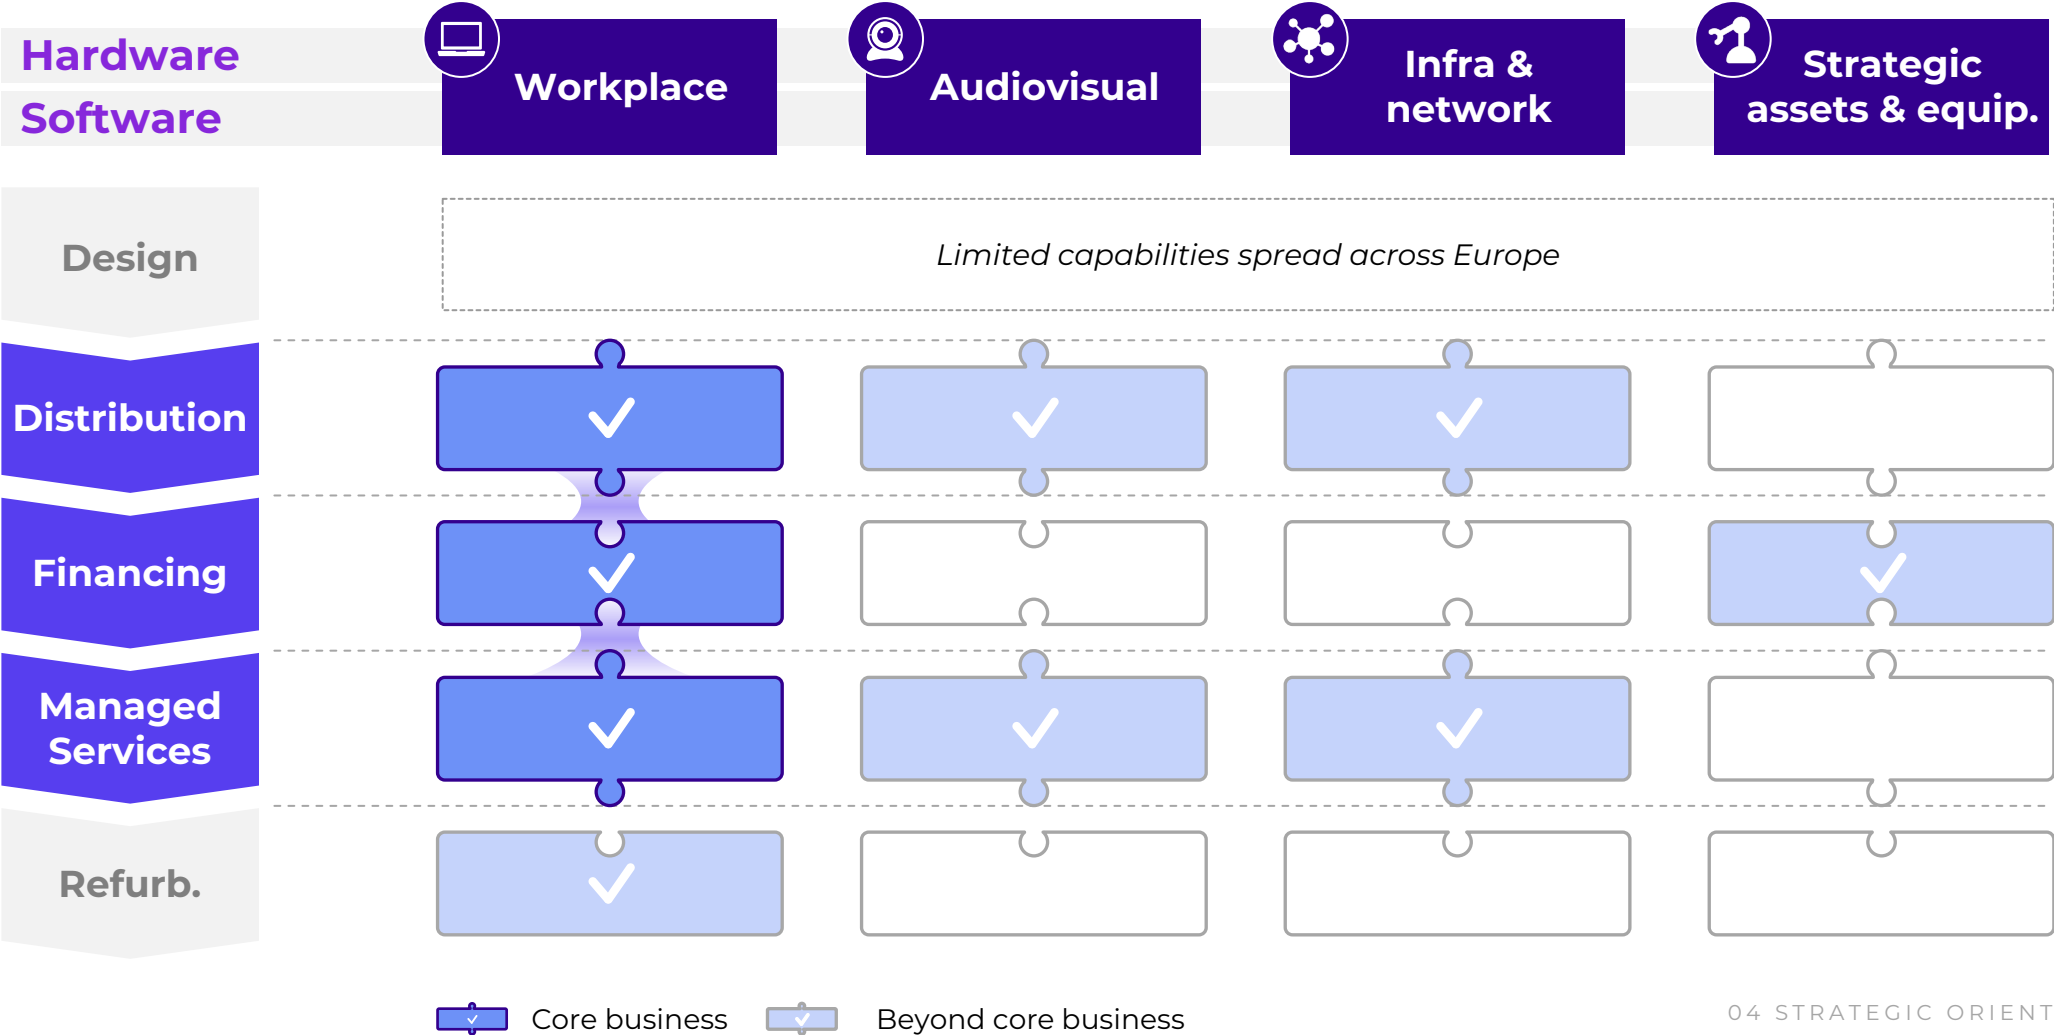 Hardware
Software
Workplace
Audiovisual
Infra &
network
Strategic
assets & equip.
Design
Limited capabilities spread across Europe
Distribution
Financing
Managed
Services
Refurb.
Core business
Beyond core business
04 STRATEGIC ORIENT